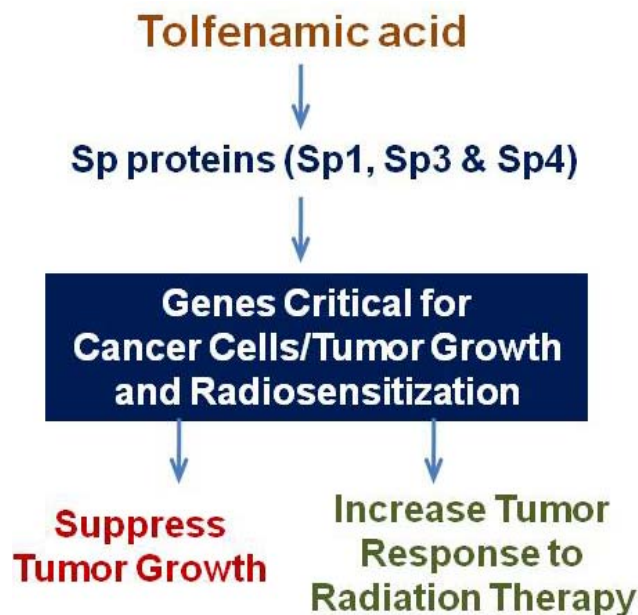 Tolfenamic acid
Sp proteins (Sp1, Sp3 & Sp4)
Genes Critical for
Cancer Cells/Tumor Growth
and Radiosensitization
Suppress
Tumor Growth
Increase Tumor
Response to
Radiation Therapy